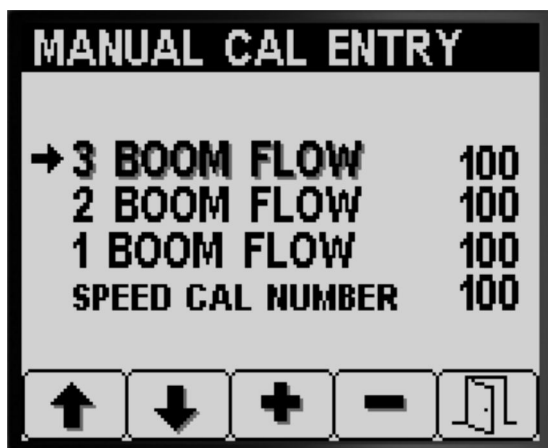 MANUAL CAL ENTRY
3 BOOM FLOW 100
2 BOOM FLOW 100
1 BOOM FLOW 100
SPEED CAL NUMBER 100